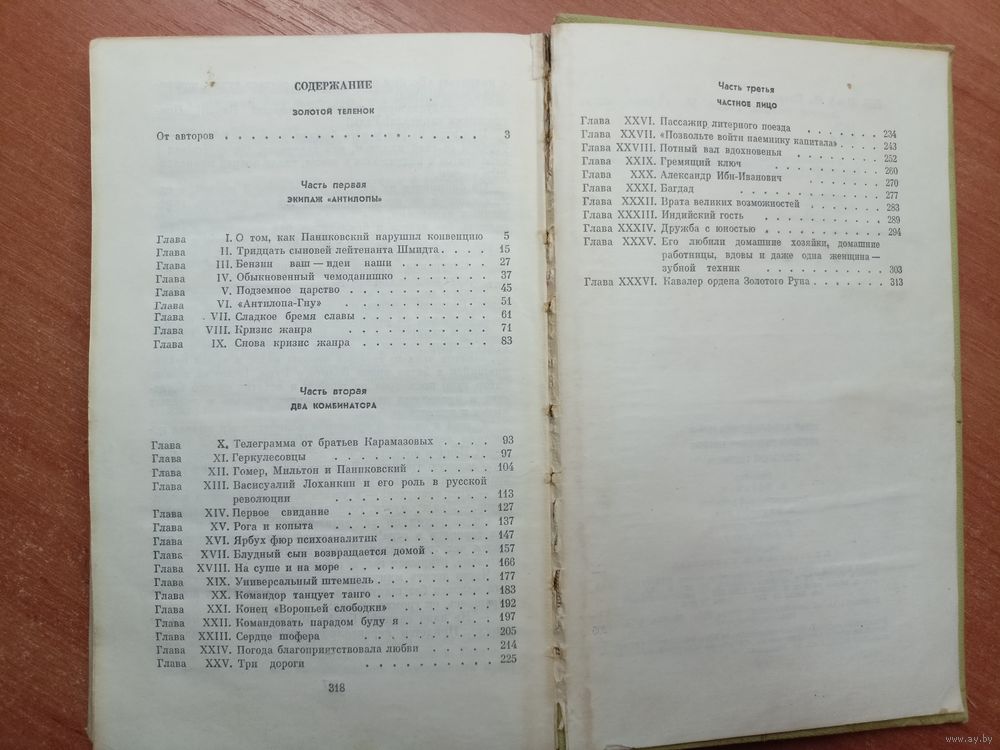 СОДЕРЖАНИЕ
ЗОЛОТОЙ ТЕЛЕНОК
От авторов . . . . . . . . . . . . . . . 3
Часть первая
ЭКИПАЖ «АНТИЛОПЫ»
Глава I. О том, как Паниковский нарушил конвенцию 5
Глава II. Тридцать сыновей лейтенанта Шмидта . . . . 15
Глава III. Бензин ваш — идеи наши . . . . . . . 27
Глава IV. Обыкновенный чемоданишко . . . . . . 37
Глава V. Подземное царство . . . . . . . . . 45
Глава VI. «Антилопа-Гну» . . . . . . . . . 51
Глава VII. Сладкое бремя славы . . . . . . . . 61
Глава VIII. Кризис жанра . . . . . . . . . . 71
Глава IX. Снова кризис жанра . . . . . . . . 83
Часть вторая
ДВА КОМБИНАТОРА
Глава X. Телеграмма от братьев Карамазовых . . . . 93
Глава XI. Геркулесовцы . . . . . . . . . . 97
Глава XII. Гомер, Мильтон и Паниковский . . . . . . 104
Глава XIII. Васисуалий Лоханкин и его роль в русской
революции . . . . . . . . . . . 113
Глава XIV. Первое свидание . . . . . . . . . 127
Глава XV. Рога и копыта . . . . . . . . . . 137
Глава XVI. Ярбух фюр психоаналитик . . . . . . . 147
Глава XVII. Блудный сын возвращается домой . . . . . 157
Глава XVIII. На суше и на море . . . . . . . . . 166
Глава XIX. Универсальный штемпель . . . . . . . . 177
Глава XX. Командор танцует танго . . . . . . . . 183
Глава XXI. Конец «Вороньей слободки» . . . . . . . 192
Глава XXII. Командовать парадом буду я . . . . . . . 197
Глава XXIII. Сердце шофера . . . . . . . . . 205
Глава XXIV. Погода благоприятствовала любви . . . . . 214
Глава XXV. Три дороги . . . . . . . . . 225
318
Часть третья
ЧАСТНОЕ ЛИЦО
Глава XXVI. Пассажир литерного поезда . . . . . . 234
Глава XXVII. «Позвольте войти наемнику капитала» . . . . 243
Глава XXVIII. Потный вал вдохновенья . . . . . . . 252
Глава XXIX. Гремящий ключ . . . . . . . . 260
Глава XXX. Александр Ибн-Иванович . . . . . . . 270
Глава XXXI. Багдад . . . . . . . . . . . 277
Глава XXXII. Врата великих возможностей . . . . . . 283
Глава XXXIII. Индийский гость . . . . . . . . . 289
Глава XXXIV. Дружба с юностью . . . . . . . . . 294
Глава XXXV. Его любили домашние хозяйки, домашние
работницы, вдовы и даже одна женщина —
зубной техник . . . . . . . . . 303
Глава XXXVI. Кавалер ордена Золотого Руна . . . . . . . 313
www.ay.by